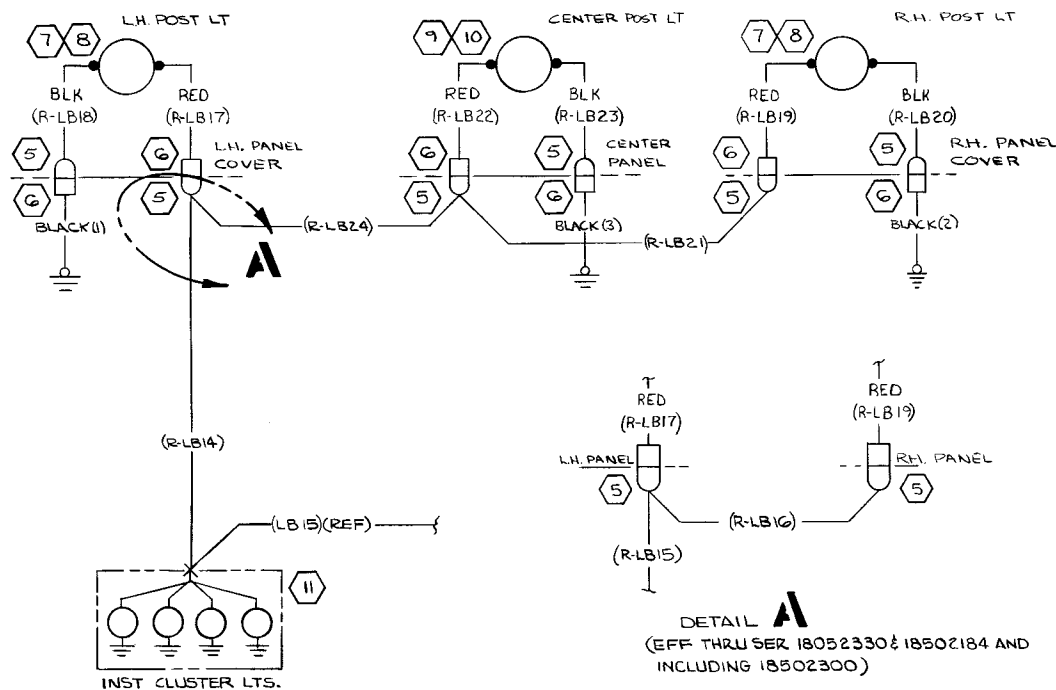 L.H. POST LT
CENTER POST LT
R.H. POST LT
7 8
9 10
7 8
BLK
(R-LB18)
RED
(R-LB17)
RED
(R-LB22)
BLK
(R-LB23)
RED
(R-LB19)
BLK
(R-LB20)
5
6
L.H. PANEL
COVER
6
5
CENTER
PANEL
6
5
R.H. PANEL
COVER
6
5
5
6
5
6
BLACK(1)
(R-LB24)
BLACK(3)
(R-LB21)
BLACK(2)
A
(R-LB14)
RED
(R-LB17)
RED
(R-LB19)
L.H. PANEL
R.H. PANEL
5
5
(R-LB16)
(R-LB15)
(LB15)(REF)
11
INST CLUSTER LTS.
DETAIL A
(EFF THRU SER 18052330 & 18502184 AND
INCLUDING 18502300)